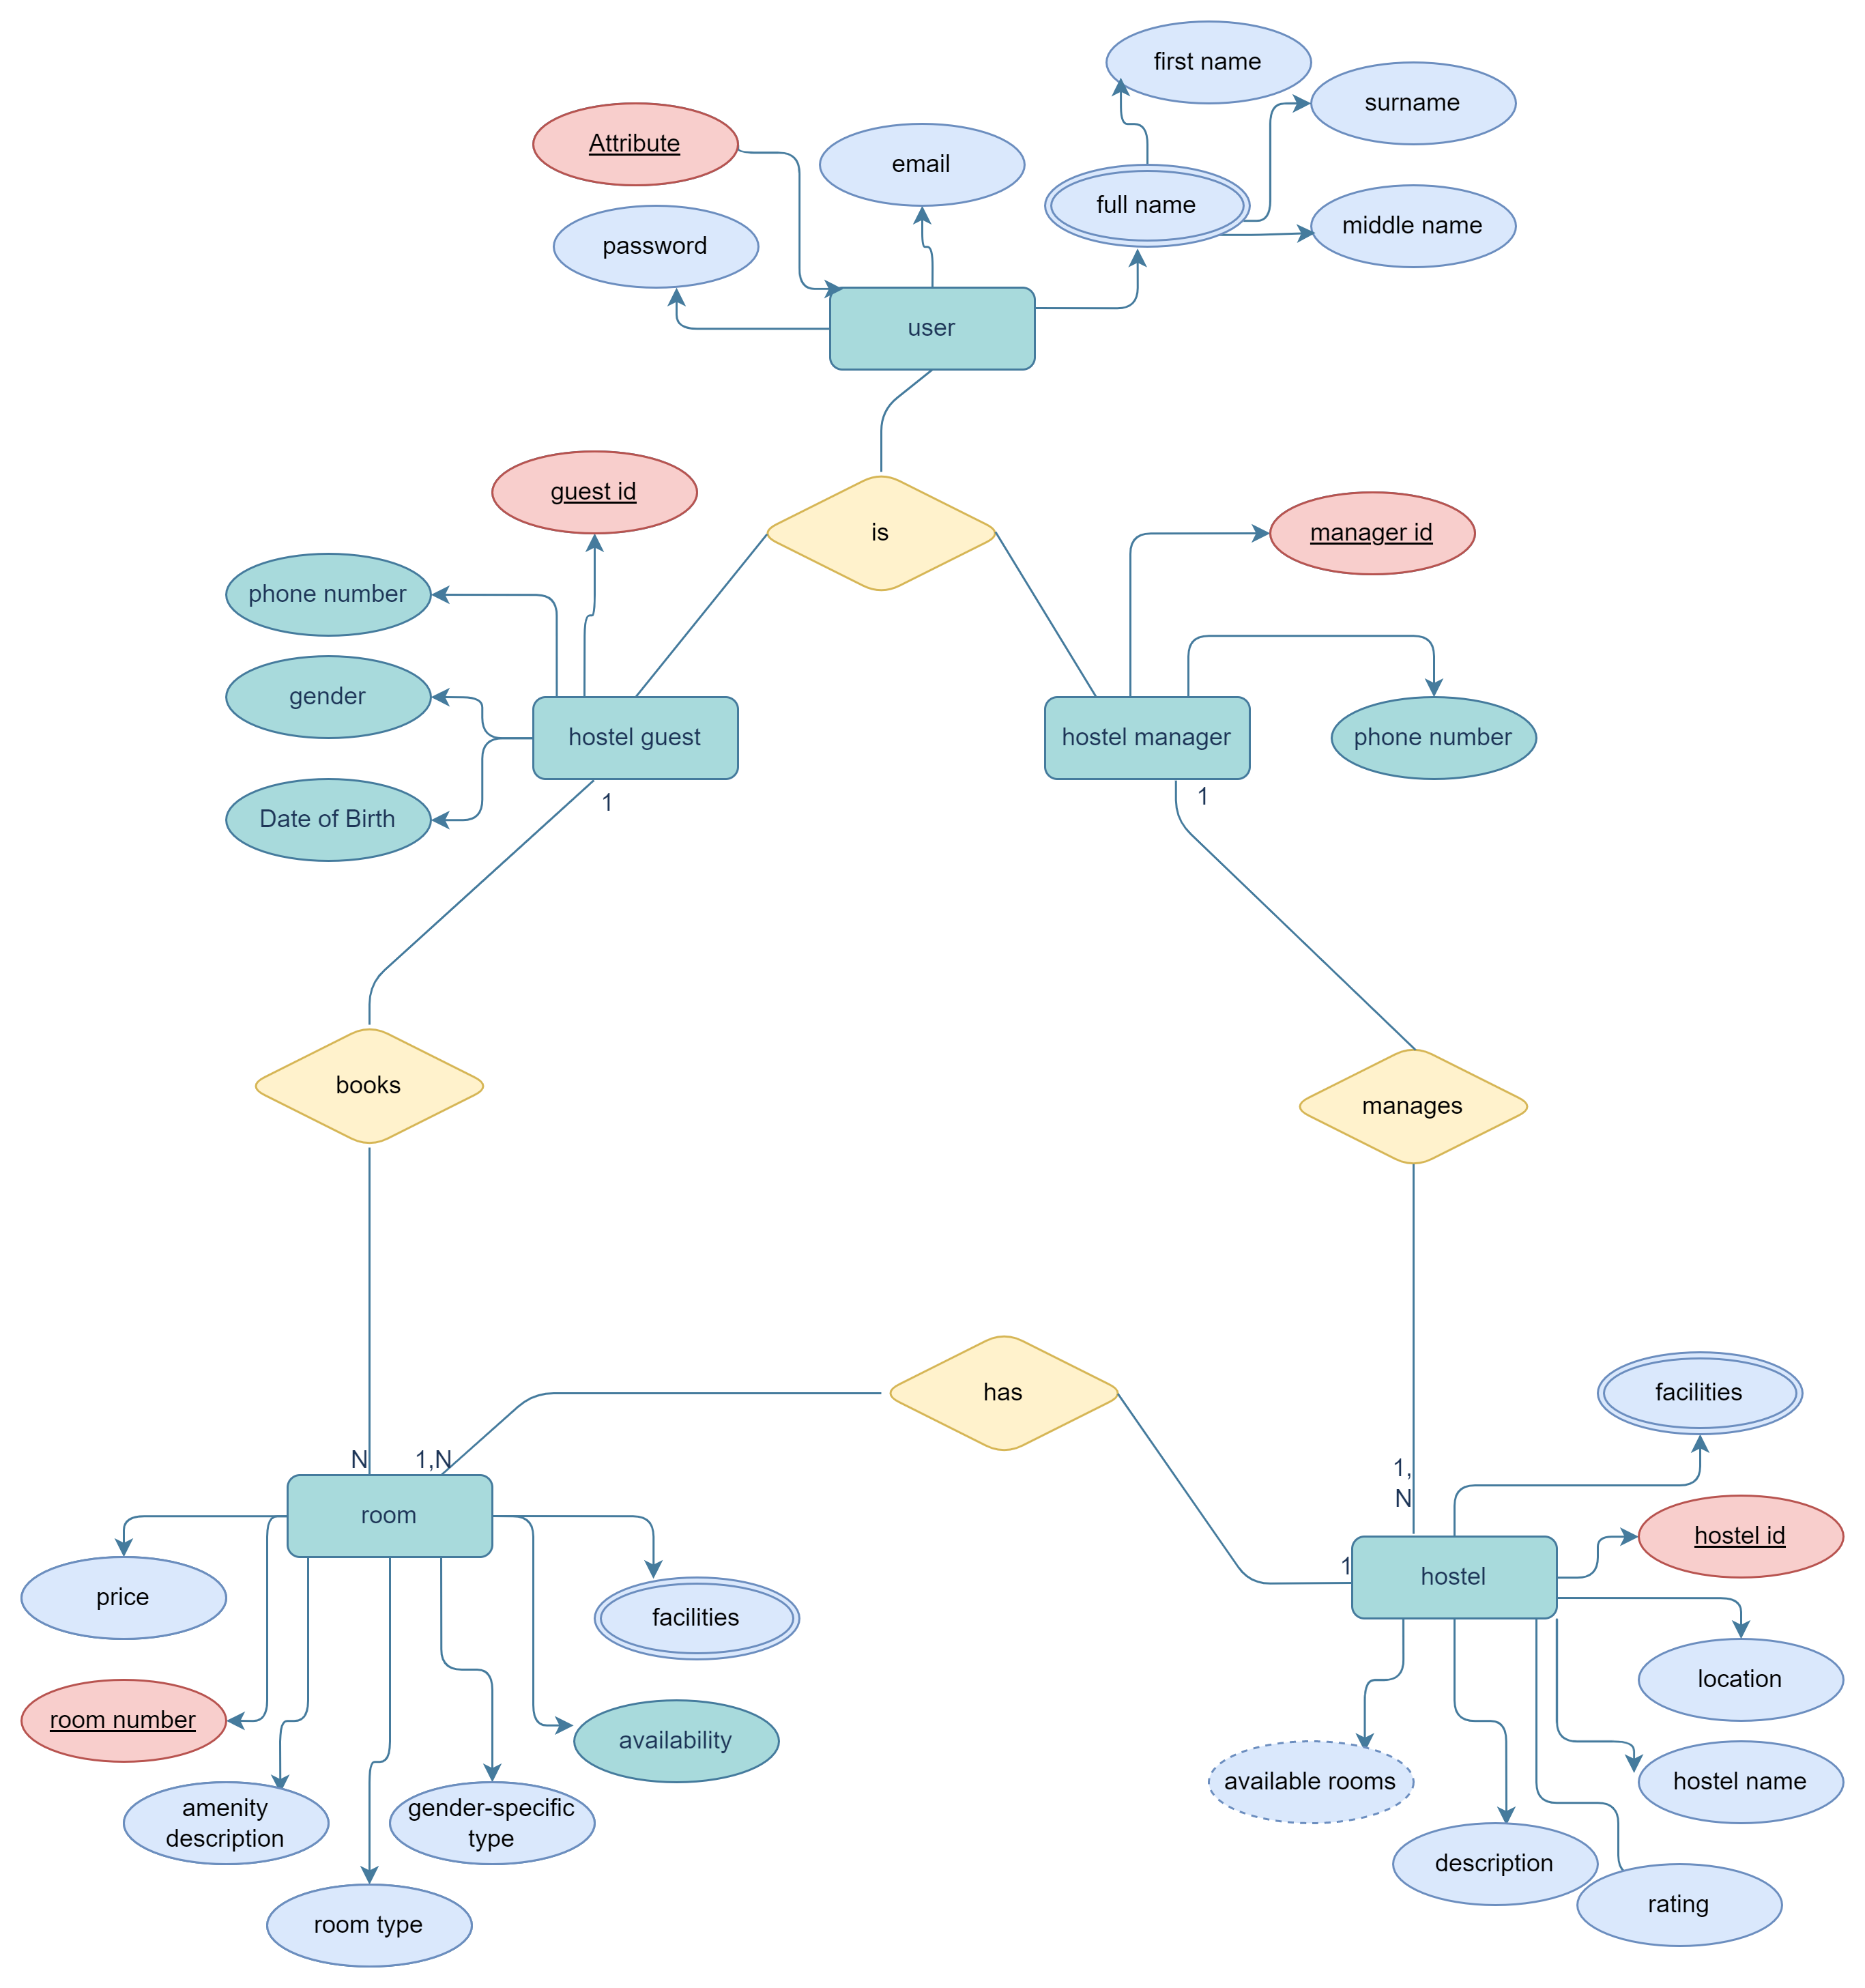 first name
surname
Attribute
email
full name
middle name
password
user
guest id
is
manager id
phone number
gender
hostel guest
hostel manager
phone number
1
1
Date of Birth
books
manages
has
facilities
N
1,N
1,
N
room
hostel id
1
hostel
price
facilities
location
room number
availability
available rooms
hostel name
amenity
description
gender-specific
type
description
room type
rating